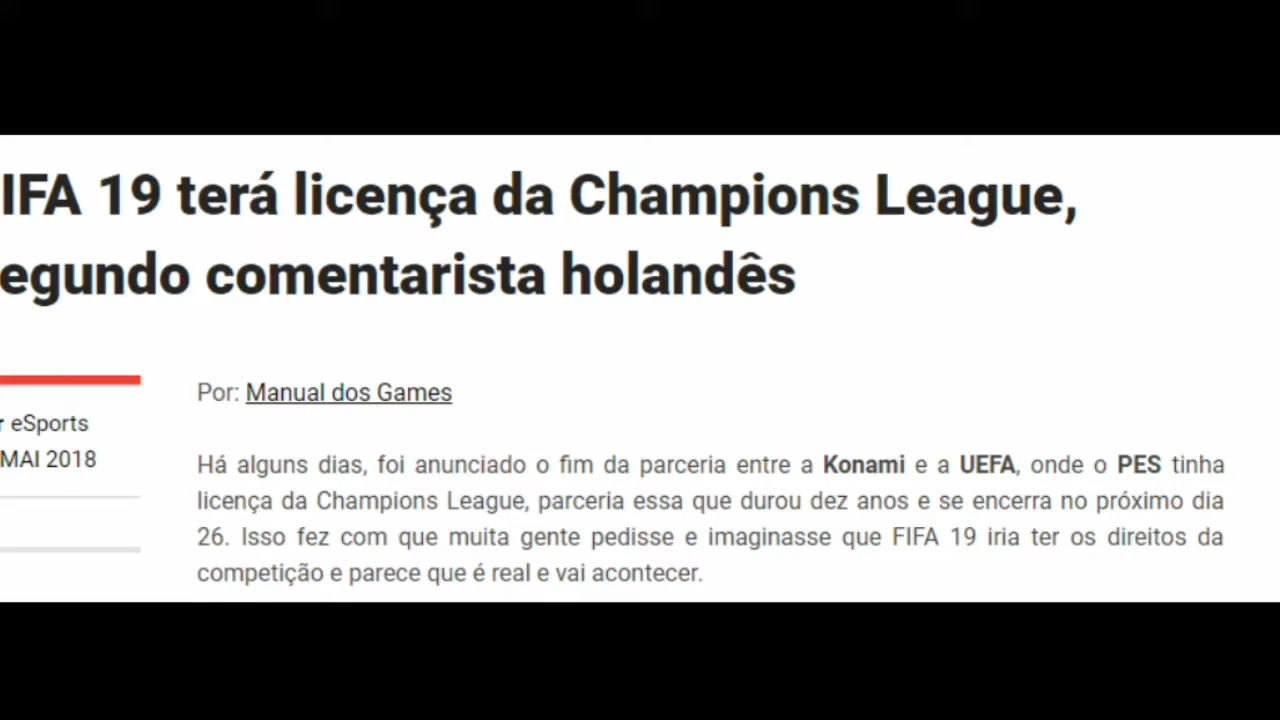 IFA 19 terá licença da Champions League,
egundo comentarista holandês
Por: Manual dos Games
r eSports
MAI 2018
Há alguns dias, foi anunciado o fim da parceria entre a Konami e a UEFA, onde o PES tinha
licença da Champions League, parceria essa que durou dez anos e se encerra no próximo dia
26. Isso fez com que muita gente pedisse e imaginasse que FIFA 19 iria ter os direitos da
competição e parece que é real e vai acontecer.